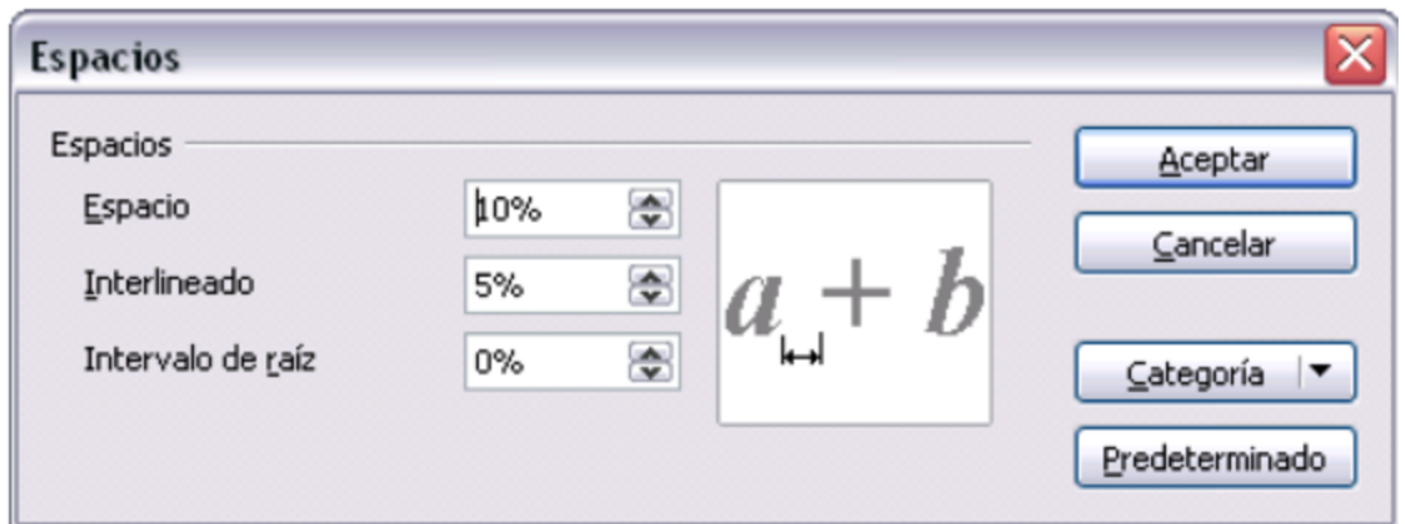 Espacios
Espacios
Espacio 10%
Interlineado 5%
Intervalo de raíz 0%
a + b
Aceptar
Cancelar
Categoría
Predeterminado